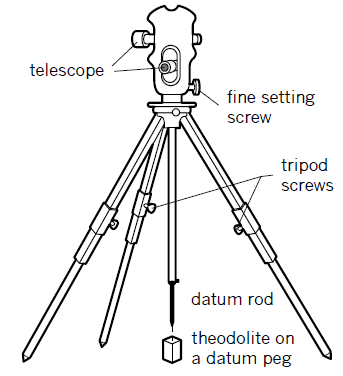 telescope
fine setting
screw
tripod
screws
datum rod
theodolite on
a datum peg